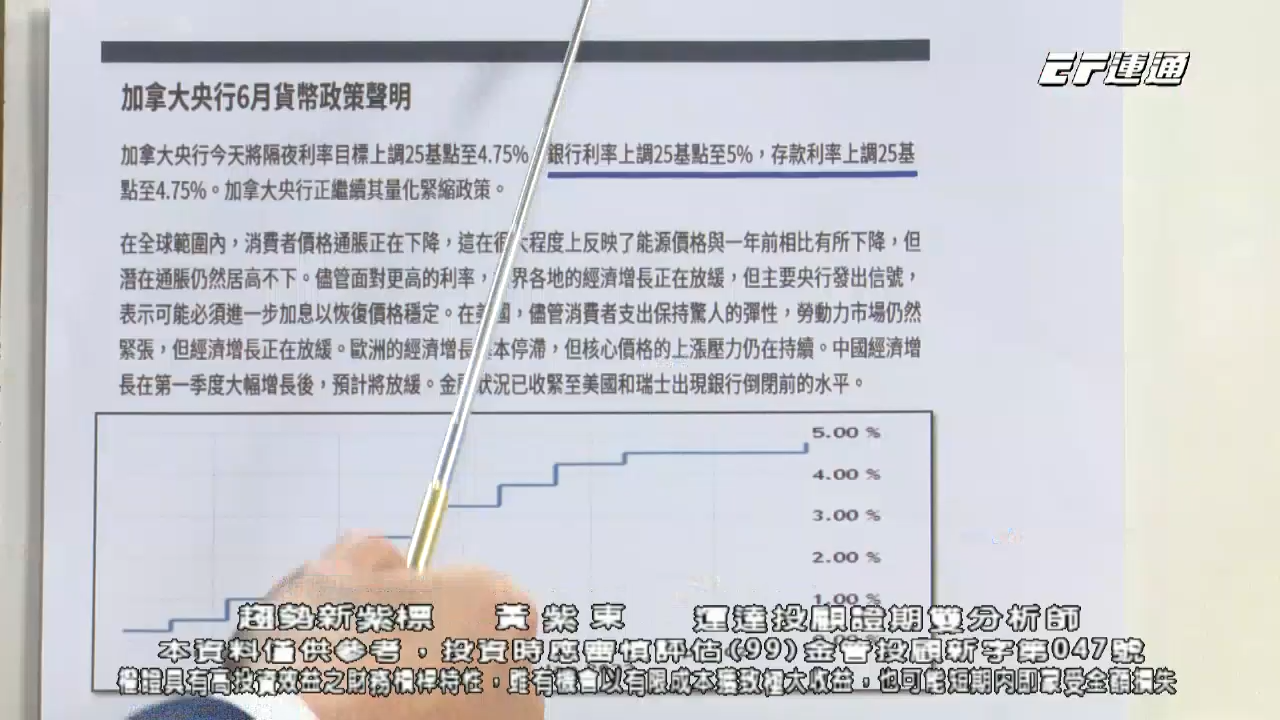 EF運通
加拿大央行6月貨幣政策聲明
加拿大央行今天將隔夜利率目標上調25基點至4.75% 銀行利率上調25基點至5%,存款利率上調25基
點至4.75%。加拿大央行正繼續其量化緊縮政策。
在全球範圍內,消費者價格通脹正在下降,這在很大程度上反映了能源價格與一年前相比有所下降,但
潛在通脹仍然居高不下。儘管面對更高的利率, 界各地的經濟增長正在放緩,但主要央行發出信號,
表示可能必須進一步加息以恢復價格穩定。在美國,儘管消費者支出保持驚人的彈性,勞動力市場仍然
緊張,但經濟增長正在放緩。歐洲的經濟增長 本停滯,但核心價格的上漲壓力仍在持續。中國經濟增
長在第一季度大幅增長後,預計將放緩。金 狀況已收緊至美國和瑞士出現銀行倒閉前的水平。
5.00 %
4.00 %
3.00 %
2.00 %
1.00 %
趨勢新紫標 黃紫東 運達投顧證期雙分析師
本資料僅供參考,投資時應審慎評估(99)金管投顧新字第047號
權證具有高投資效益之財務槓桿特性,雖有機會以有限成本獲致極大收益,也可能短期內即蒙受全額損失